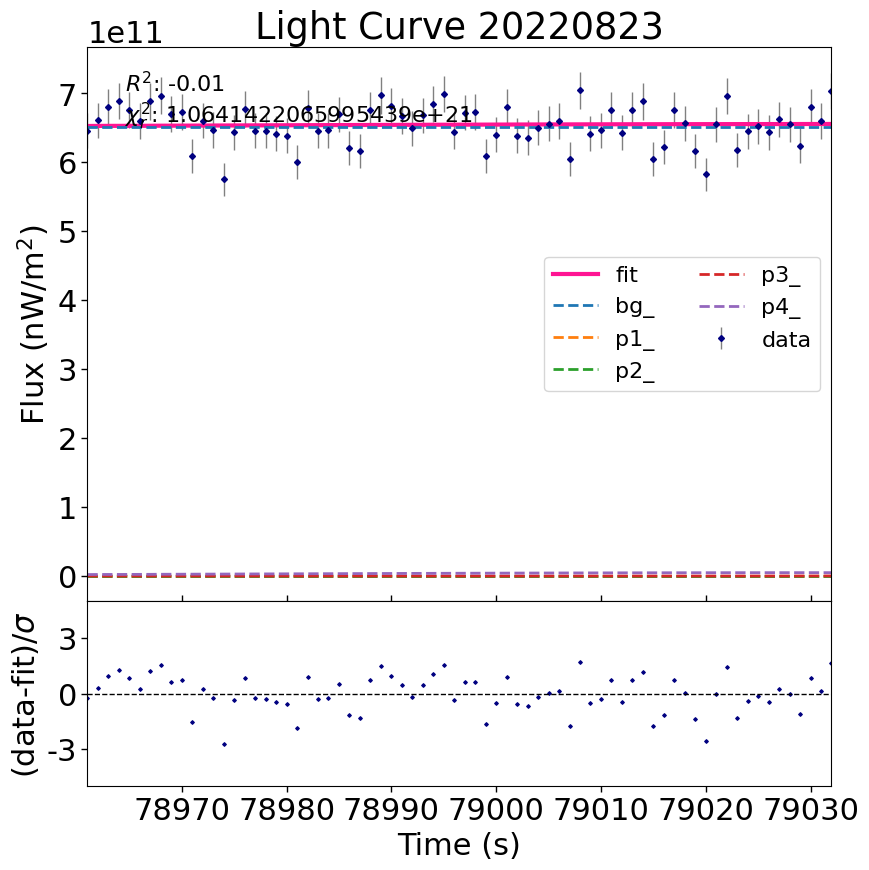 Light Curve 20220823
1e11
R²: -0.01
χ²: 1.0641422065995439e+21
7
6
5
4
3
2
1
0
Flux (nW/m²)
fit
bg_
p1_
p2_
p3_
p4_
data
3
0
-3
(data-fit)/σ
78970 78980 78990 79000 79010 79020 79030
Time (s)